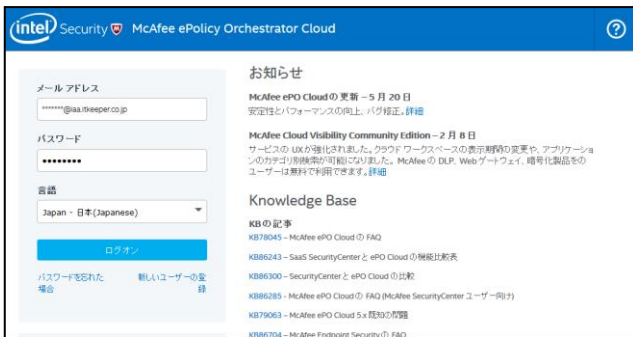 intel Security McAfee ePolicy Orchestrator Cloud
?
メール アドレス
*******@iaa.itkeeper.co.jp
パスワード
••••••••
言語
Japan - 日本(Japanese)
ログオン
パスワードを忘れた
場合
新しいユーザーの登
録
お知らせ
McAfee ePO Cloud の更新 – 5 月 20 日
安定性とパフォーマンスの向上、バグ修正。詳細
McAfee Cloud Visibility Community Edition – 2 月 8 日
サービスの UXが強化されました。クラウド ワークスペースの表示期間の変更や、アプリケーショ
ンのカテゴリ別検索が可能になりました。 McAfee の DLP、Web ゲートウェイ、暗号化製品をの
ユーザーは無料で利用できます。詳細
Knowledge Base
KB の記事
KB78045 – McAfee ePO Cloud の FAQ
KB86243 – SaaS SecurityCenter と ePO Cloud の機能比較表
KB86300 – SecurityCenter と ePO Cloud の比較
KB86285 - McAfee ePO Cloud の FAQ (McAfee SecurityCenter ユーザー向け)
KB79063 – McAfee ePO Cloud 5.x 既知の問題
KB86704 – McAfee Endpoint Security の FAQ